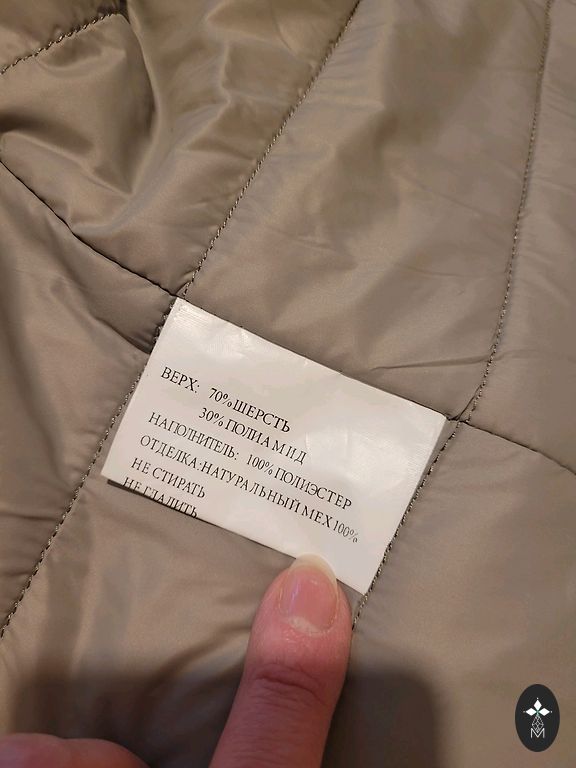 ВЕРХ: 70% ШЕРСТЬ
30% ПОЛИАМИД
НАПОЛНИТЕЛЬ: 100% ПОЛИЭСТЕР
ОТДЕЛКА:НАТУРАЛЬНЫЙ МЕХ 100%
НЕ СТИРАТЬ
НЕ ГЛАДИТЬ
M